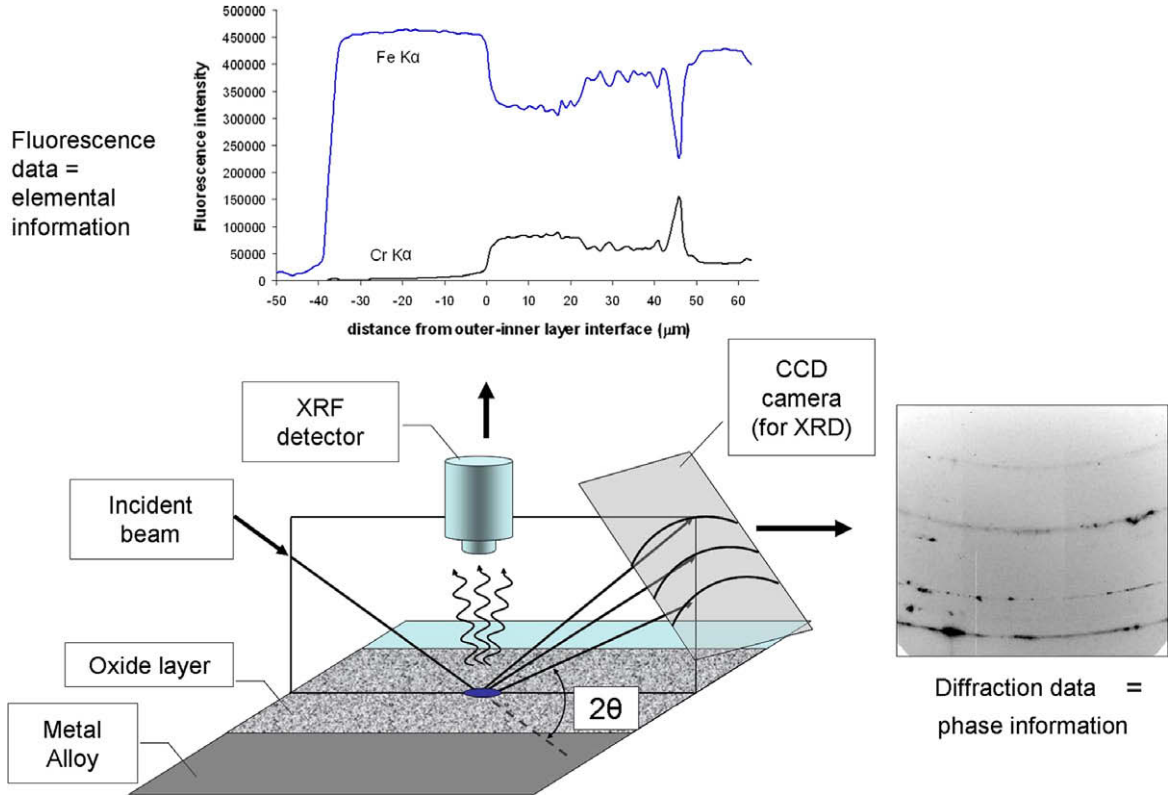 500000
450000
400000
350000
300000
250000
200000
150000
100000
50000
0
Fluorescence intensity
Fe Kα
Cr Kα
-50 -40 -30 -20 -10 0 10 20 30 40 50 60
distance from outer-inner layer interface (μm)
Fluorescence
data =
elemental
information
XRF
detector
CCD
camera
(for XRD)
Incident
beam
Oxide layer
2θ
Metal
Alloy
Diffraction data =
phase information